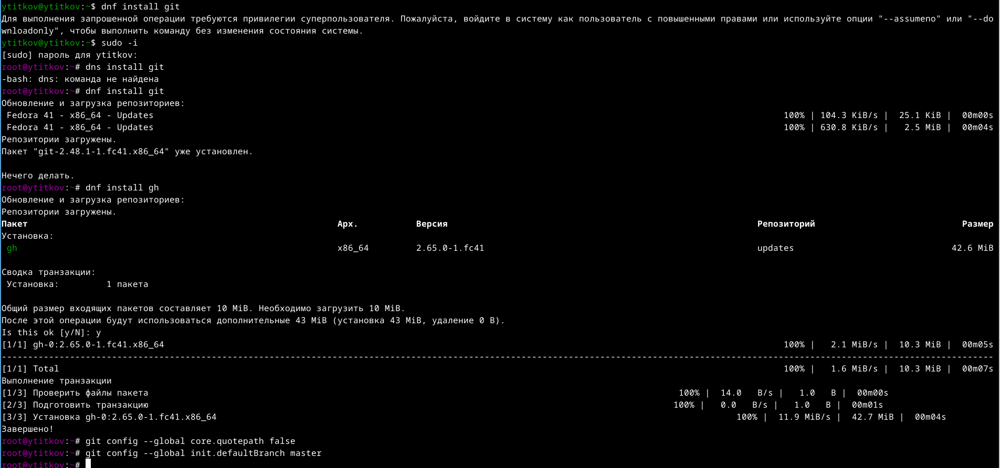 ytitkov@ytitkov:~$ dnf install git
Для выполнения запрошенной операции требуются привилегии суперпользователя. Пожалуйста, войдите в систему как пользователь с повышенными правами или используйте опции "--assumeno" или "--do
wnloadonly", чтобы выполнить команду без изменения состояния системы.
ytitkov@ytitkov:~$ sudo -i
[sudo] пароль для ytitkov:
root@ytitkov:~# dns install git
-bash: dns: команда не найдена
root@ytitkov:~# dnf install git
Обновление и загрузка репозиториев:
Fedora 41 - x86_64 - Updates 100% | 104.3 KiB/s | 25.1 KiB | 00m00s
Fedora 41 - x86_64 - Updates 100% | 630.8 KiB/s | 2.5 MiB | 00m04s
Репозитории загружены.
Пакет "git-2.48.1-1.fc41.x86_64" уже установлен.
Нечего делать.
root@ytitkov:~# dnf install gh
Обновление и загрузка репозиториев:
Репозитории загружены.
Пакет Арх. Версия Репозиторий Размер
Установка:
gh x86_64 2.65.0-1.fc41 updates 42.6 MiB
Сводка транзакции:
Установка: 1 пакета
Общий размер входящих пакетов составляет 10 MiB. Необходимо загрузить 10 MiB.
После этой операции будут использоваться дополнительные 43 MiB (установка 43 MiB, удаление 0 B).
Is this ok [y/N]: y
[1/1] gh-0:2.65.0-1.fc41.x86_64 100% | 2.1 MiB/s | 10.3 MiB | 00m05s
---------------------------------------------------------------------------------------------------------------------------------------------------------------------------------------------
[1/1] Total 100% | 1.6 MiB/s | 10.3 MiB | 00m07s
Выполнение транзакции
[1/3] Проверить файлы пакета 100% | 14.0 B/s | 1.0 B | 00m00s
[2/3] Подготовить транзакцию 100% | 0.0 B/s | 1.0 B | 00m01s
[3/3] Установка gh-0:2.65.0-1.fc41.x86_64 100% | 11.9 MiB/s | 42.7 MiB | 00m04s
Завершено!
root@ytitkov:~# git config --global core.quotepath false
root@ytitkov:~# git config --global init.defaultBranch master
root@ytitkov:~#